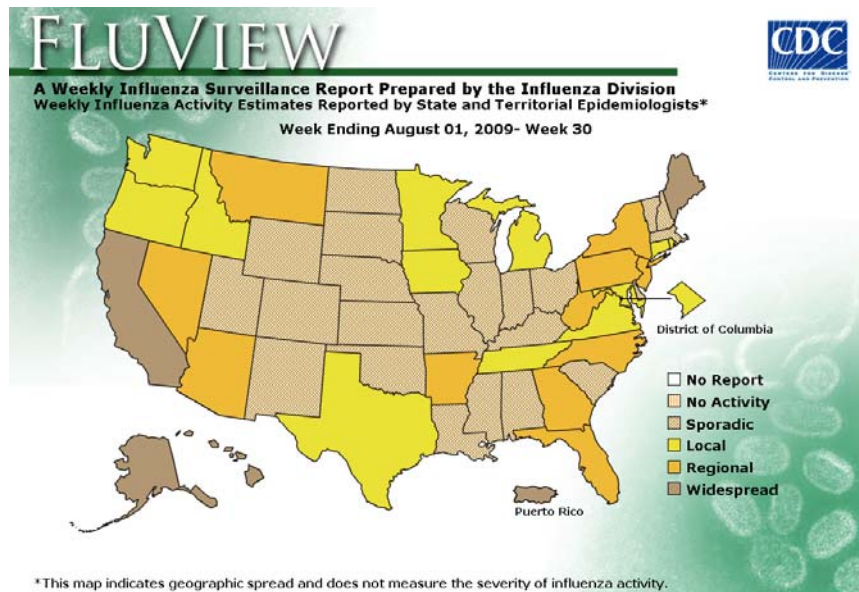 FLUVIEW
CDC
CENTERS FOR DISEASE
CONTROL AND PREVENTION
A Weekly Influenza Surveillance Report Prepared by the Influenza Division
Weekly Influenza Activity Estimates Reported by State and Territorial Epidemiologists*
Week Ending August 01, 2009- Week 30
District of Columbia
No Report
No Activity
Sporadic
Local
Regional
Widespread
Puerto Rico
*This map indicates geographic spread and does not measure the severity of influenza activity.